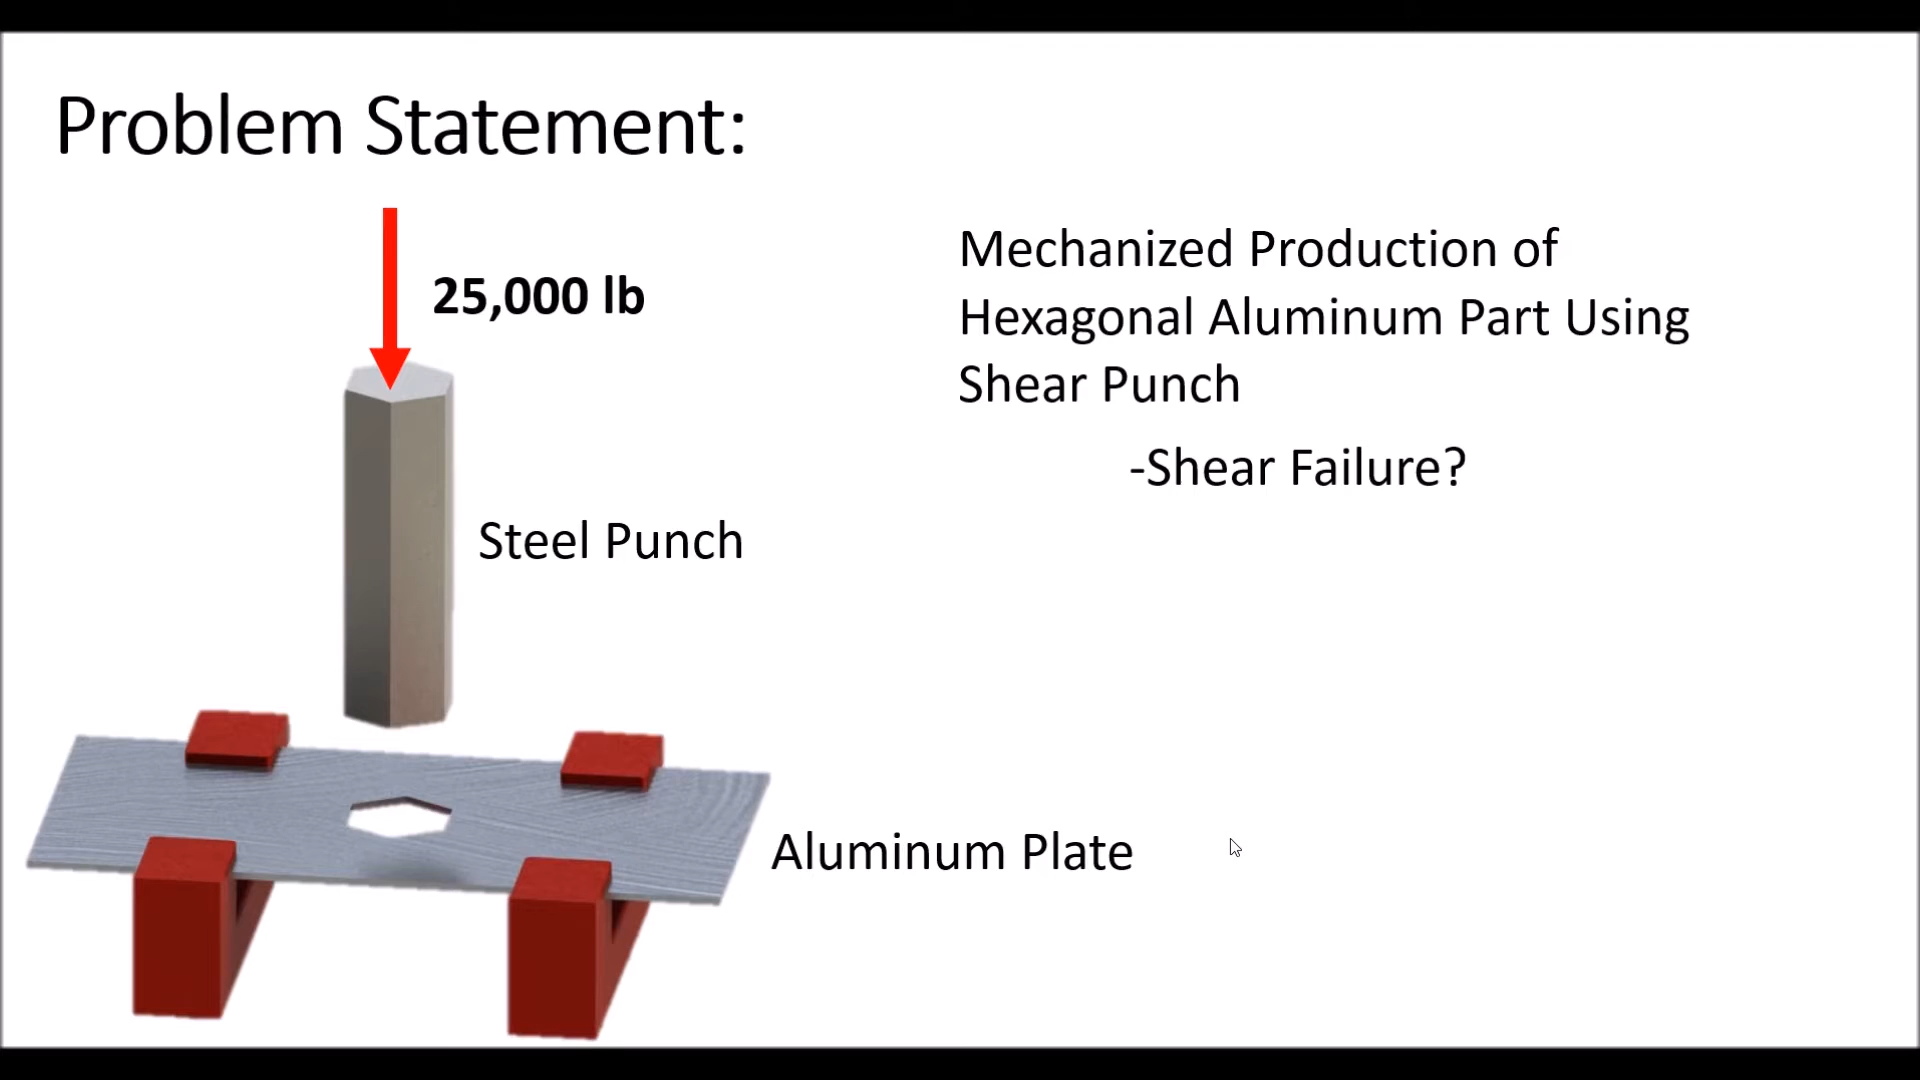 Problem Statement:
25,000 lb
Mechanized Production of
Hexagonal Aluminum Part Using
Shear Punch
-Shear Failure?
Steel Punch
Aluminum Plate